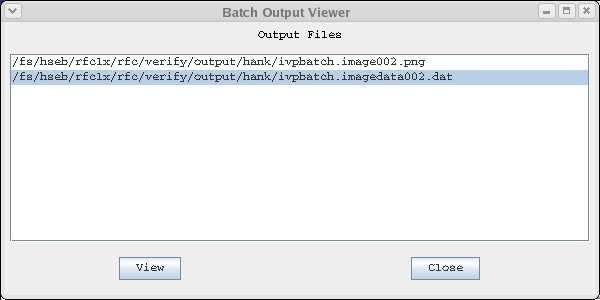 Batch Output Viewer
Output Files
/fs/hseb/rfclx/rfc/verify/output/hank/ivpbatch.image002.png
/fs/hseb/rfclx/rfc/verify/output/hank/ivpbatch.imagedata002.dat
View
Close